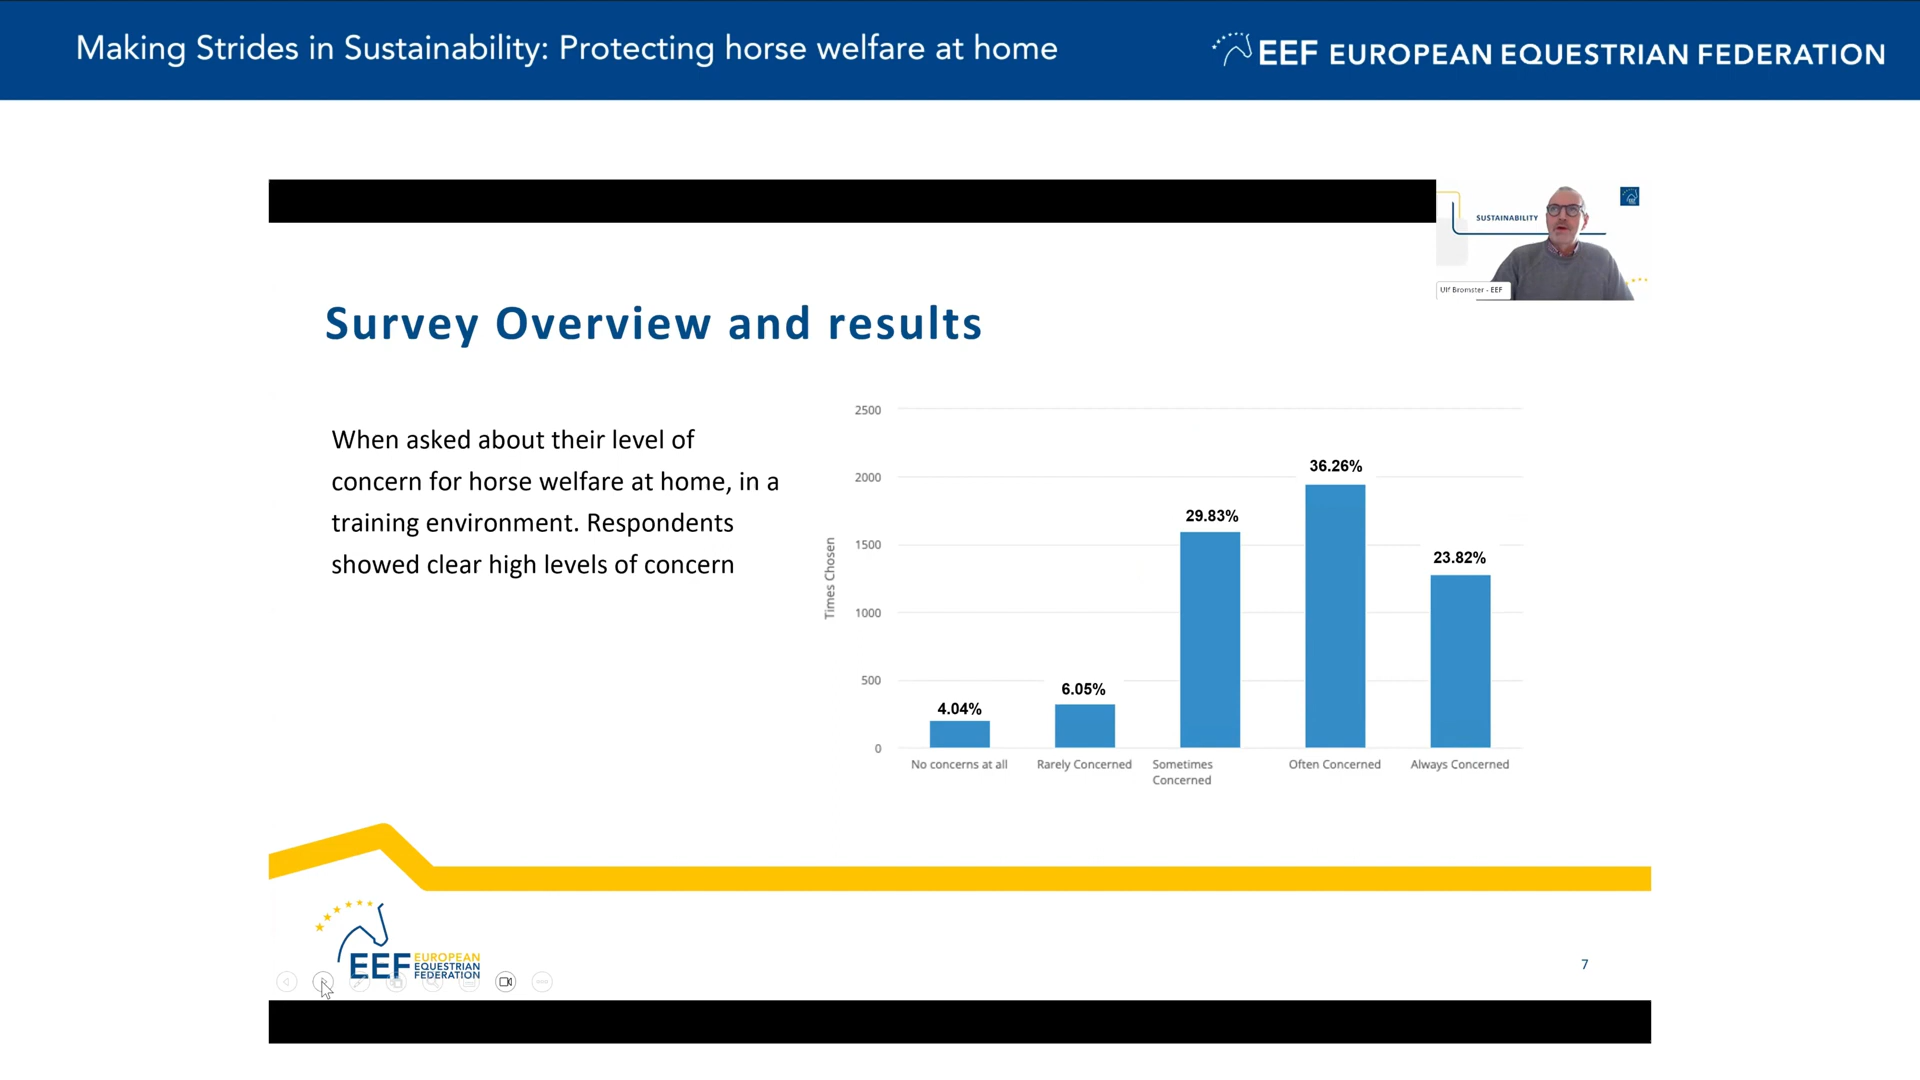 Making Strides in Sustainability: Protecting horse welfare at home
EEF EUROPEAN EQUESTRIAN FEDERATION
SUSTAINABILITY
Ulf Bromster - EEF
Survey Overview and results
When asked about their level of
concern for horse welfare at home, in a
training environment. Respondents
showed clear high levels of concern
Times Chosen
2500
2000
1500
1000
500
0
4.04%
6.05%
29.83%
36.26%
23.82%
No concerns at all
Rarely Concerned
Sometimes
Concerned
Often Concerned
Always Concerned
EEF
EUROPEAN
EQUESTRIAN
FEDERATION
7